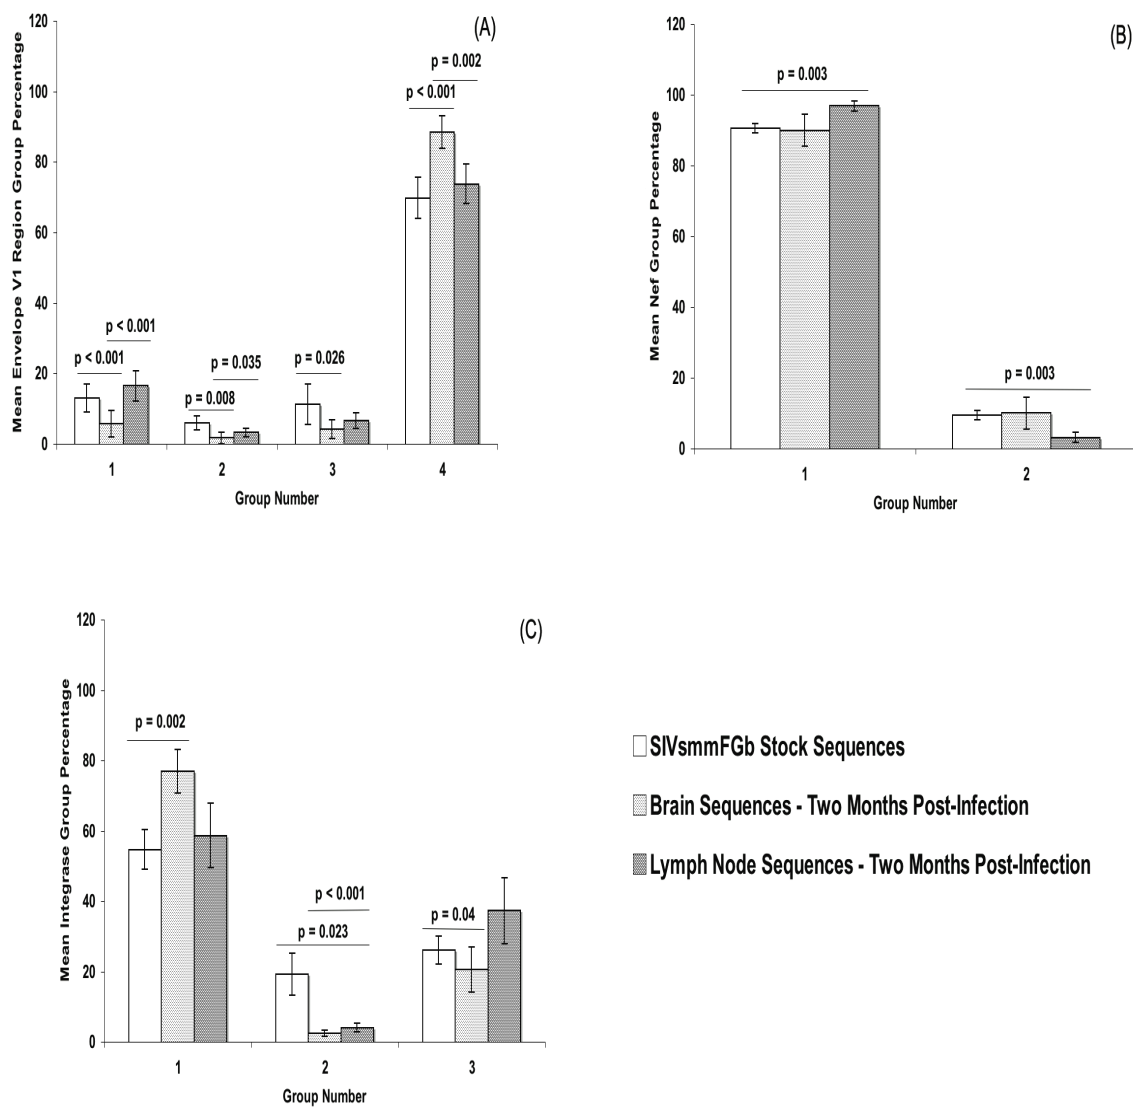 (A)
Mean Envelope V1 Region Group Percentage
120
100
80
60
40
20
0
p = 0.002
p < 0.001
p < 0.001
p < 0.001
p = 0.035
p = 0.008
p = 0.026
1 2 3 4
Group Number
(B)
Mean Nef Group Percentage
120
100
80
60
40
20
0
p = 0.003
p = 0.003
1 2
Group Number
(C)
Mean Integrase Group Percentage
120
100
80
60
40
20
0
p = 0.002
p < 0.001
p = 0.023
p = 0.04
1 2 3
Group Number
SIVsmmFGb Stock Sequences
Brain Sequences - Two Months Post-Infection
Lymph Node Sequences - Two Months Post-Infection